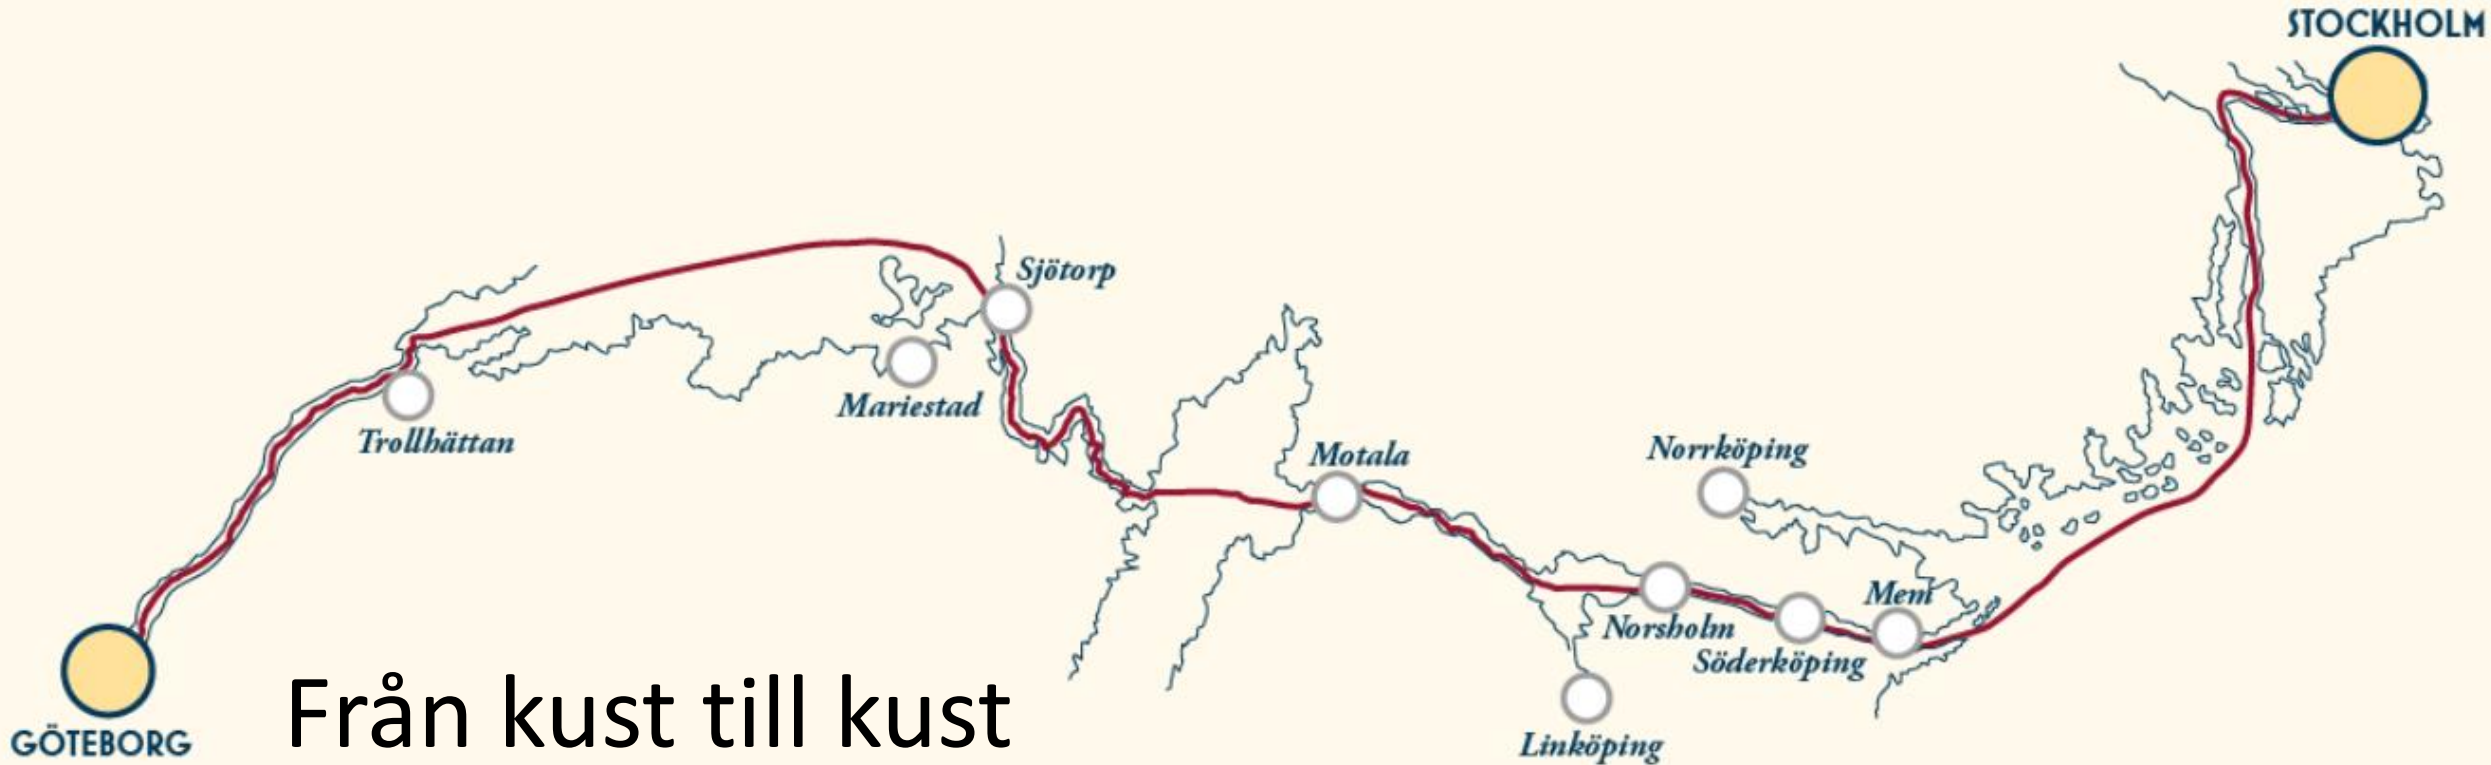 STOCKHOLM
Sjötorp
Mariestad
Trollhättan
Motala
Norrköping
Mem
Norsholm
Söderköping
Från kust till kust
GÖTEBORG
Linköping